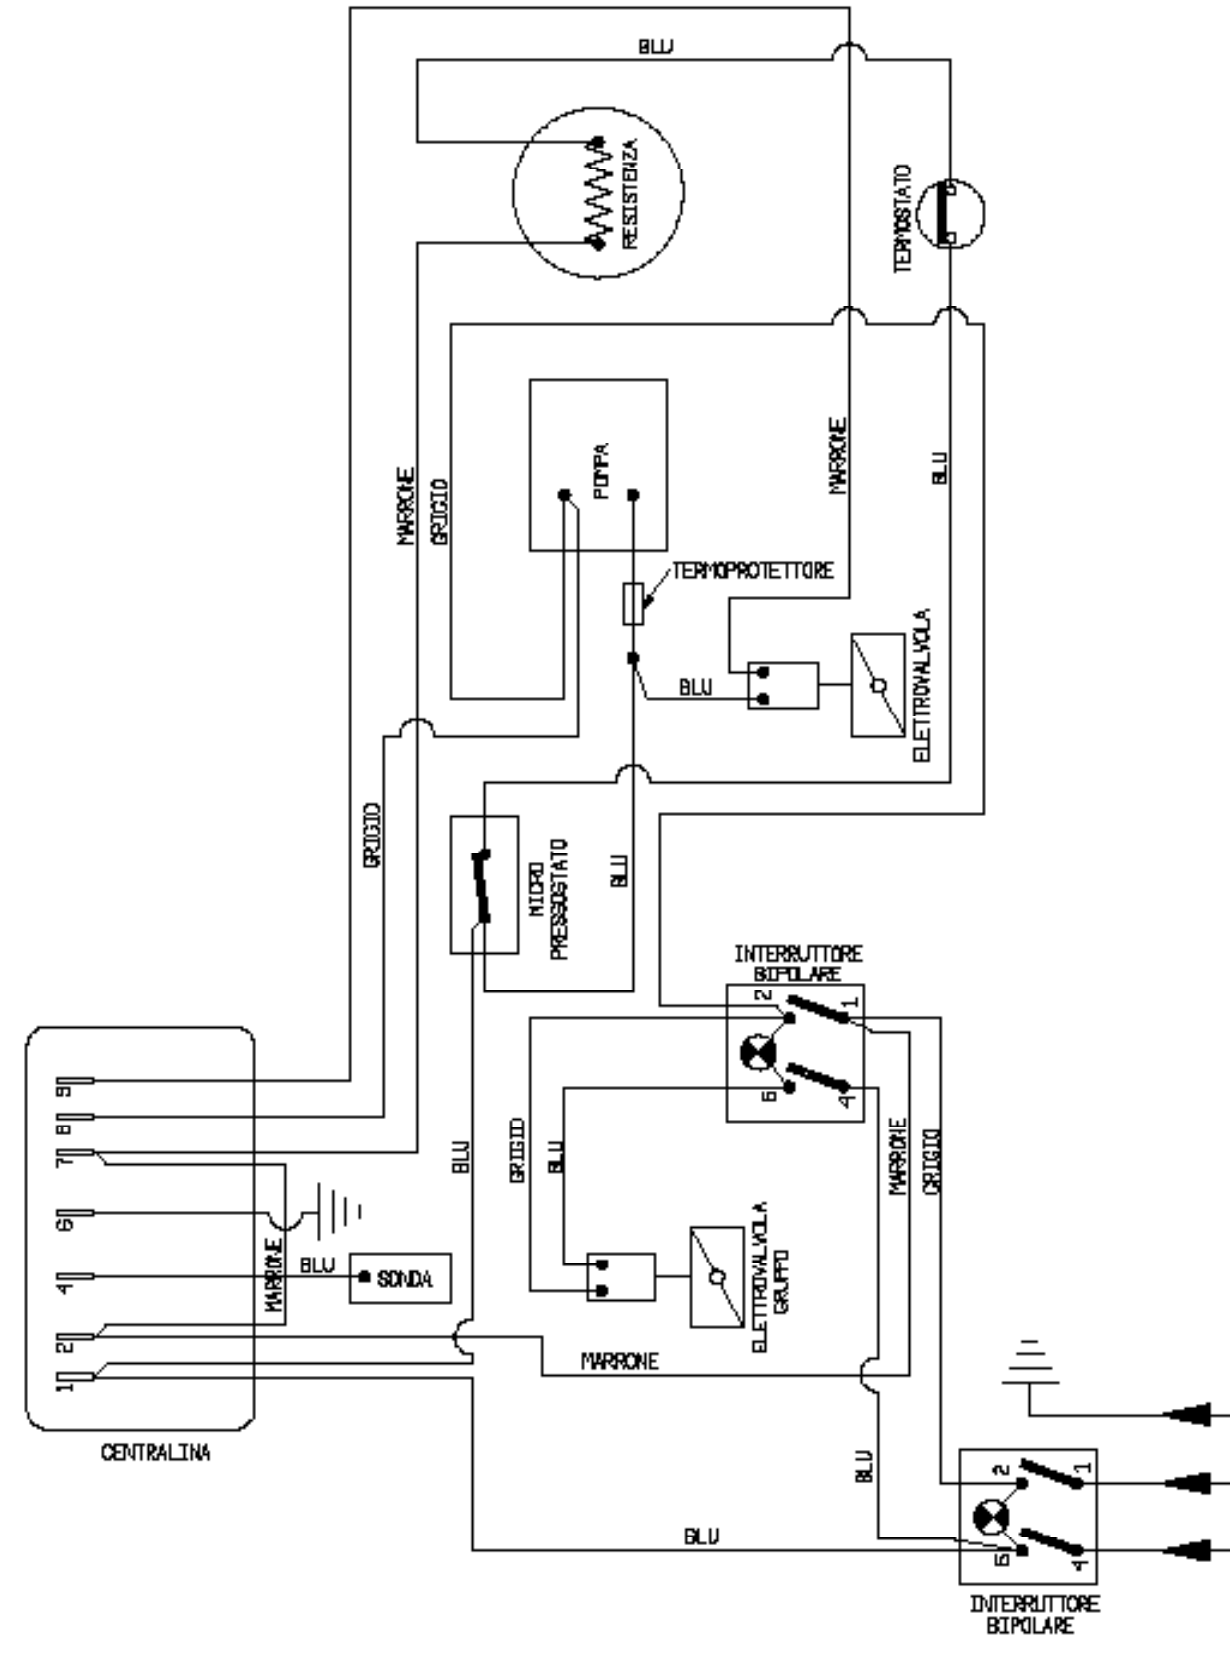 BLU
RESISTENZA
TERMOSTATO
MARRONE
GRIGIO
POMPA
MARRONE
BLU
TERMOPROTETTORE
BLU
ELETTROVALVOLA
GRIGIO
MICRO
PRESSOSTATO
BLU
INTERRUTTORE
BIPOLARE
2
1
6
4
9
8
7
6
4
2
1
CENTRALINA
MARRONE
BLU
SONDA
BLU
GRIGIO
BLU
MARRONE
GRIGIO
ELETTROVALVOLA
GRUPPO
MARRONE
BLU
BLU
2
1
6
4
INTERRUTTORE
BIPOLARE